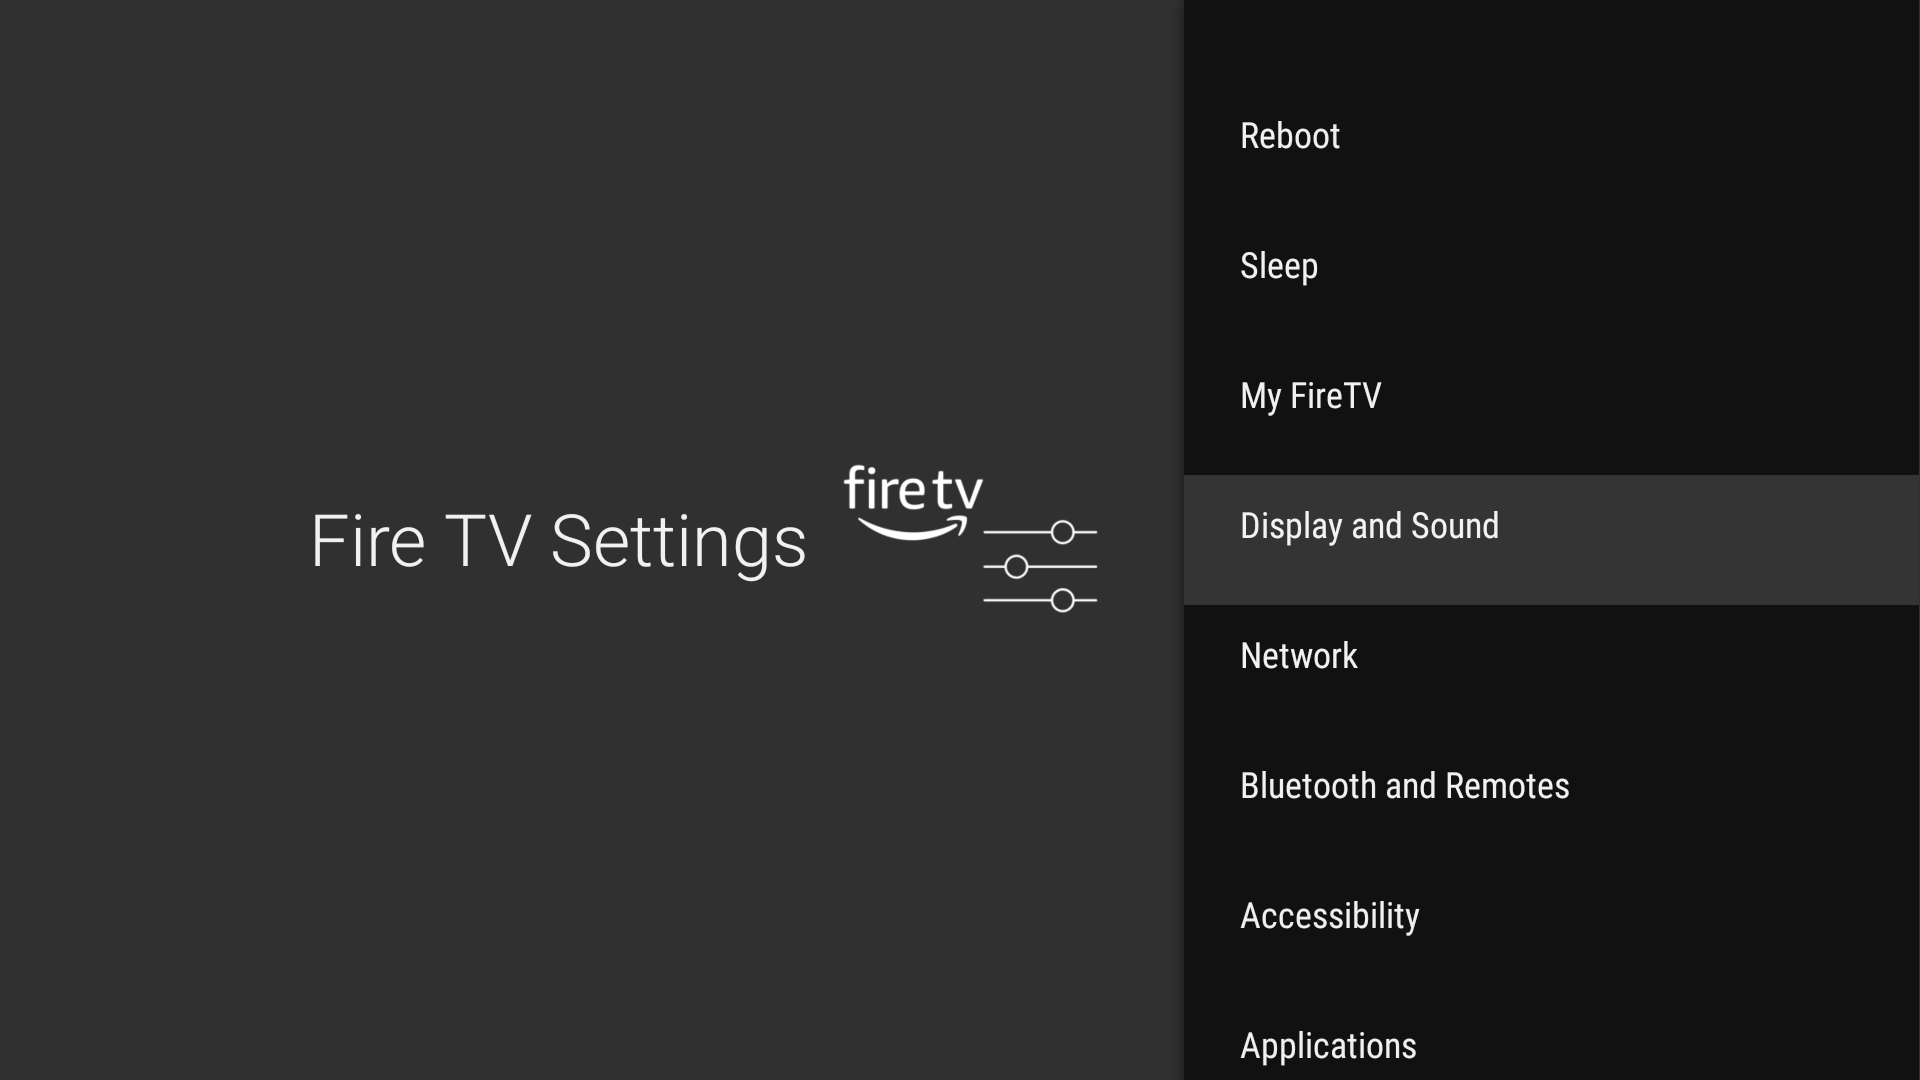 Fire TV Settings
fire tv
Reboot
Sleep
My FireTV
Display and Sound
Network
Bluetooth and Remotes
Accessibility
Applications